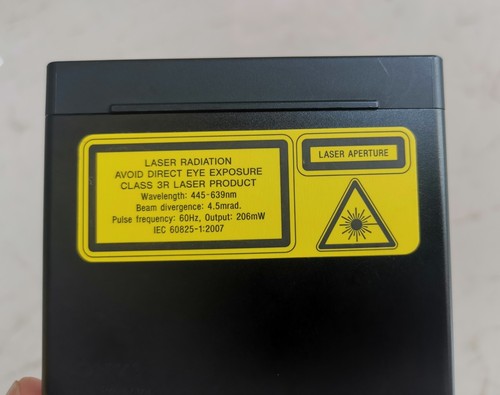 LASER RADIATION
AVOID DIRECT EYE EXPOSURE
CLASS 3R LASER PRODUCT
Wavelength: 445-639nm
Beam divergence: 4.5mrad.
Pulse frequency: 60Hz, Output: 206mW
IEC 60825-1:2007
LASER APERTURE